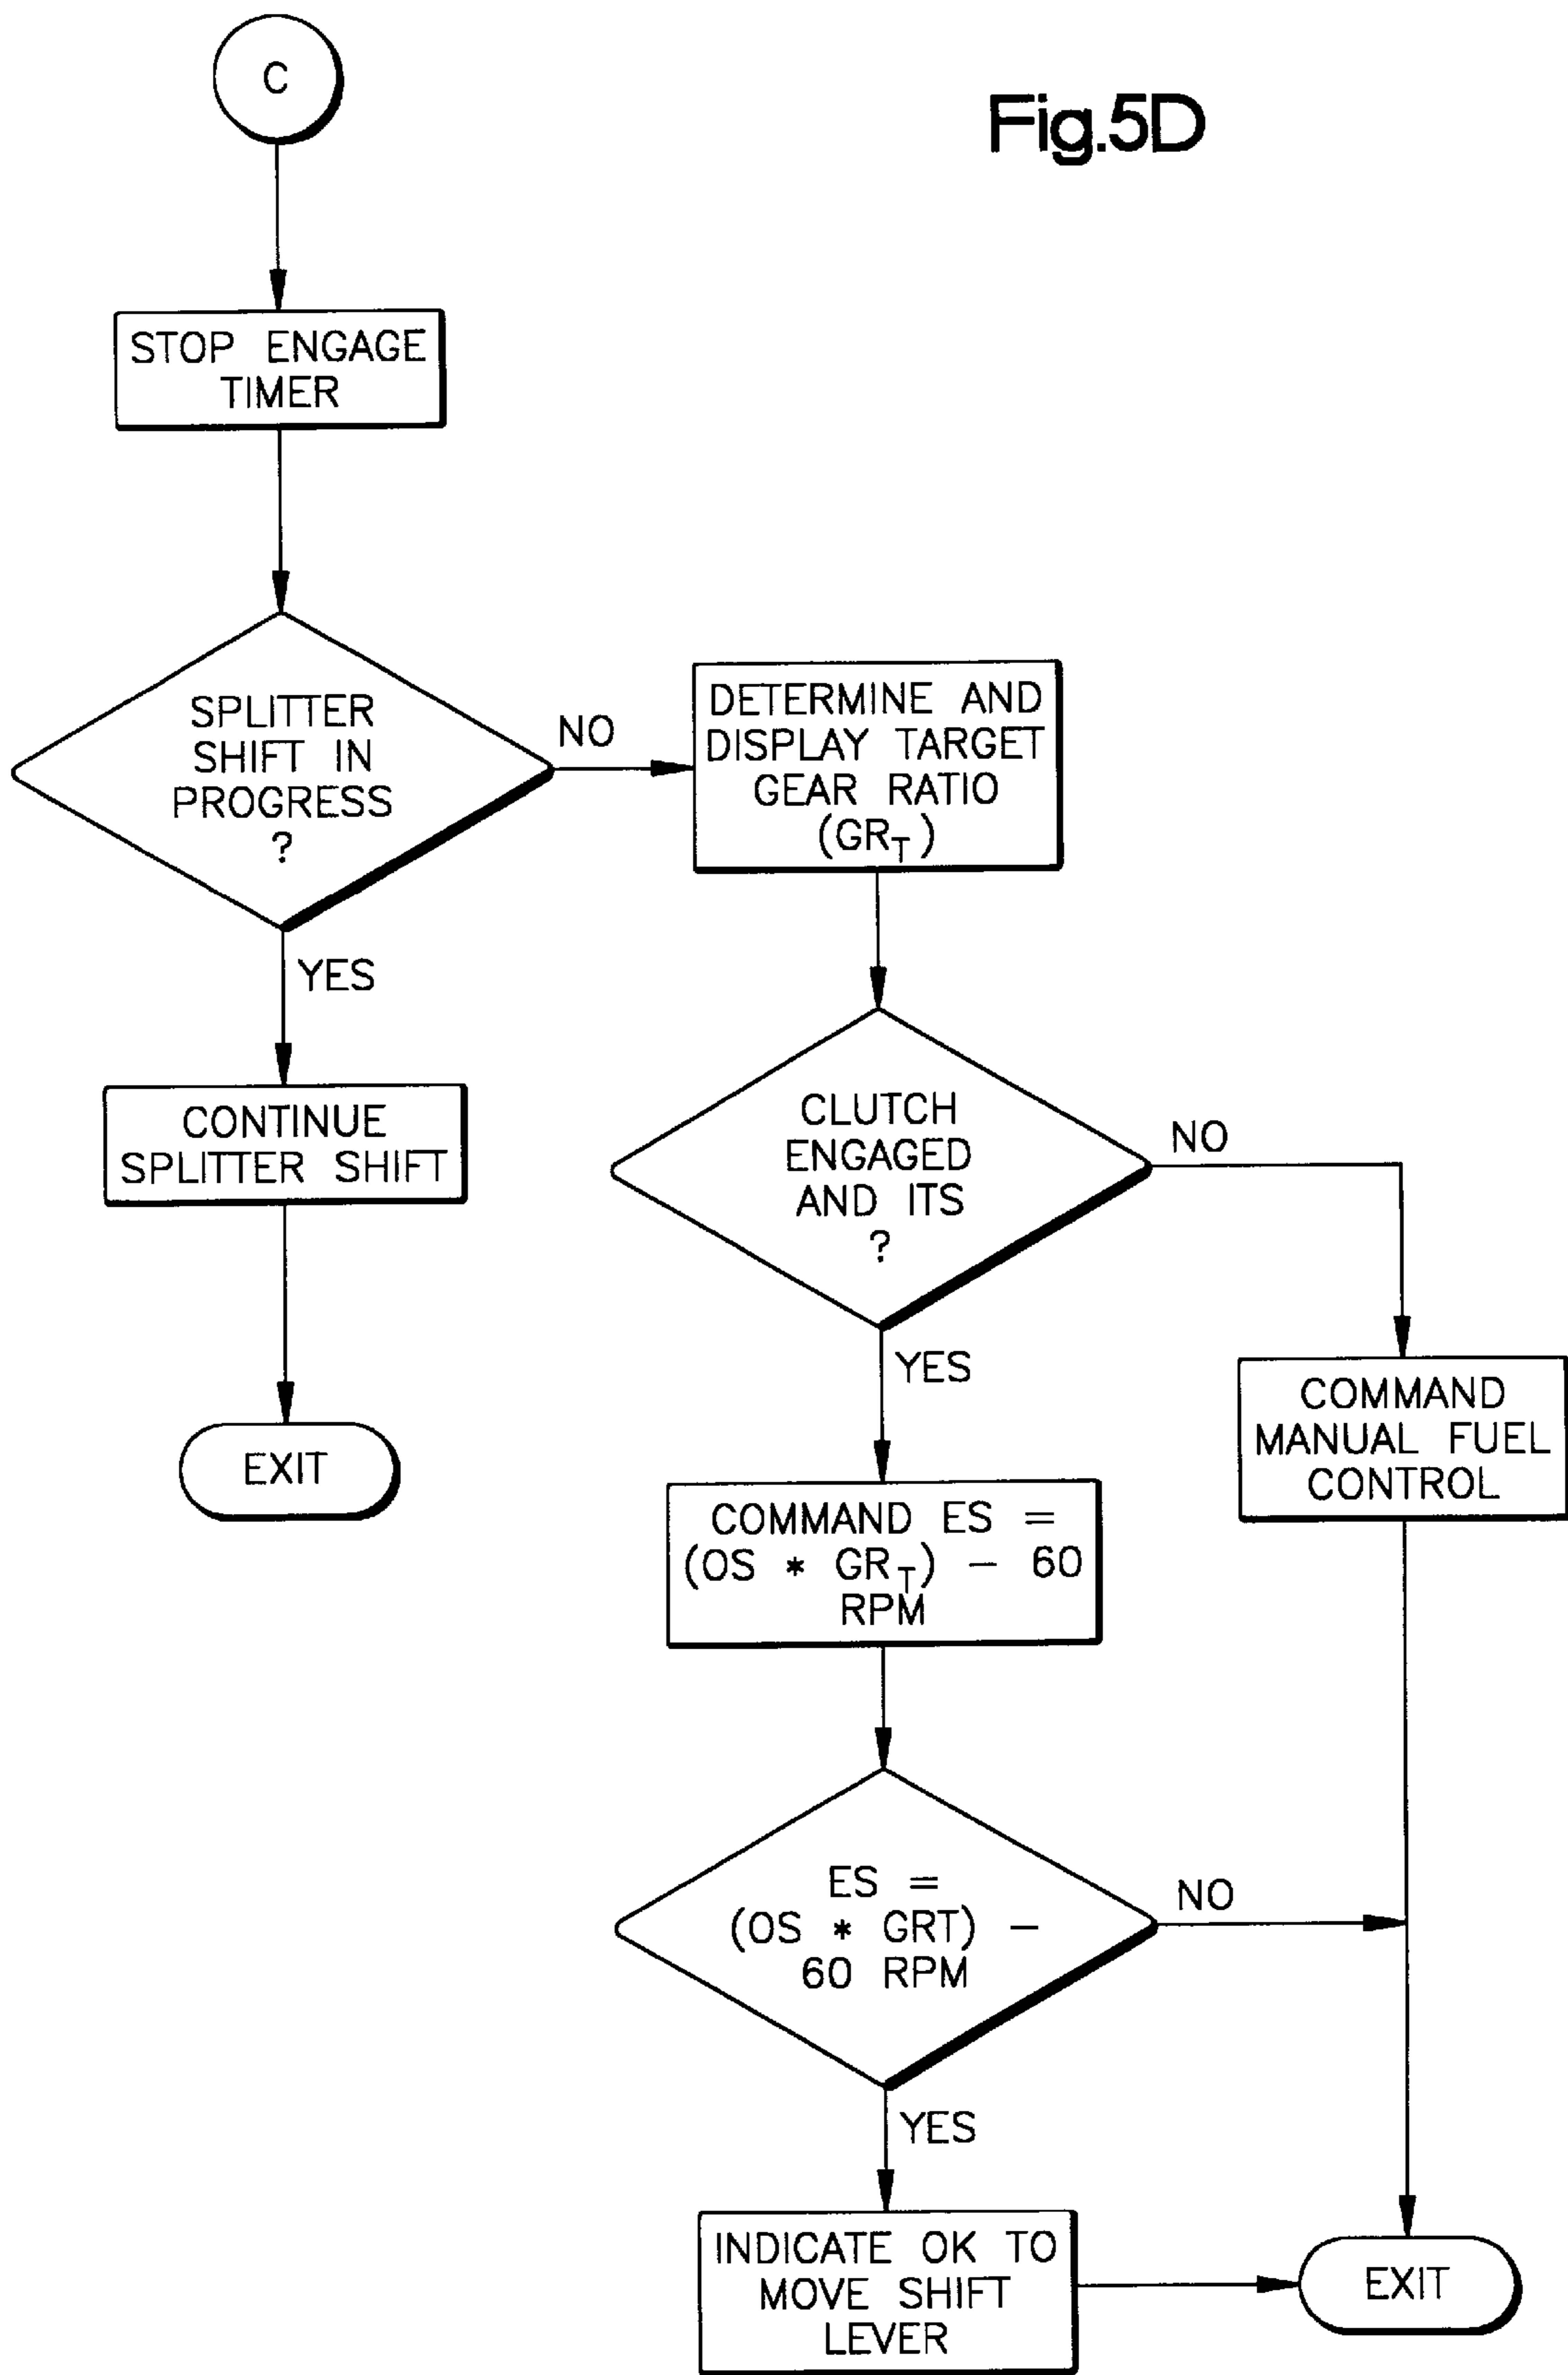 C
Fig.5D
STOP ENGAGE
TIMER
SPLITTER
SHIFT IN
PROGRESS
?
NO
DETERMINE AND
DISPLAY TARGET
GEAR RATIO
(GR_T)
YES
CONTINUE
SPLITTER SHIFT
EXIT
CLUTCH
ENGAGED
AND ITS
?
NO
COMMAND
MANUAL FUEL
CONTROL
YES
COMMAND ES =
(OS * GR_T) - 60
RPM
ES =
(OS * GRT) -
60 RPM
NO
YES
INDICATE OK TO
MOVE SHIFT
LEVER
EXIT